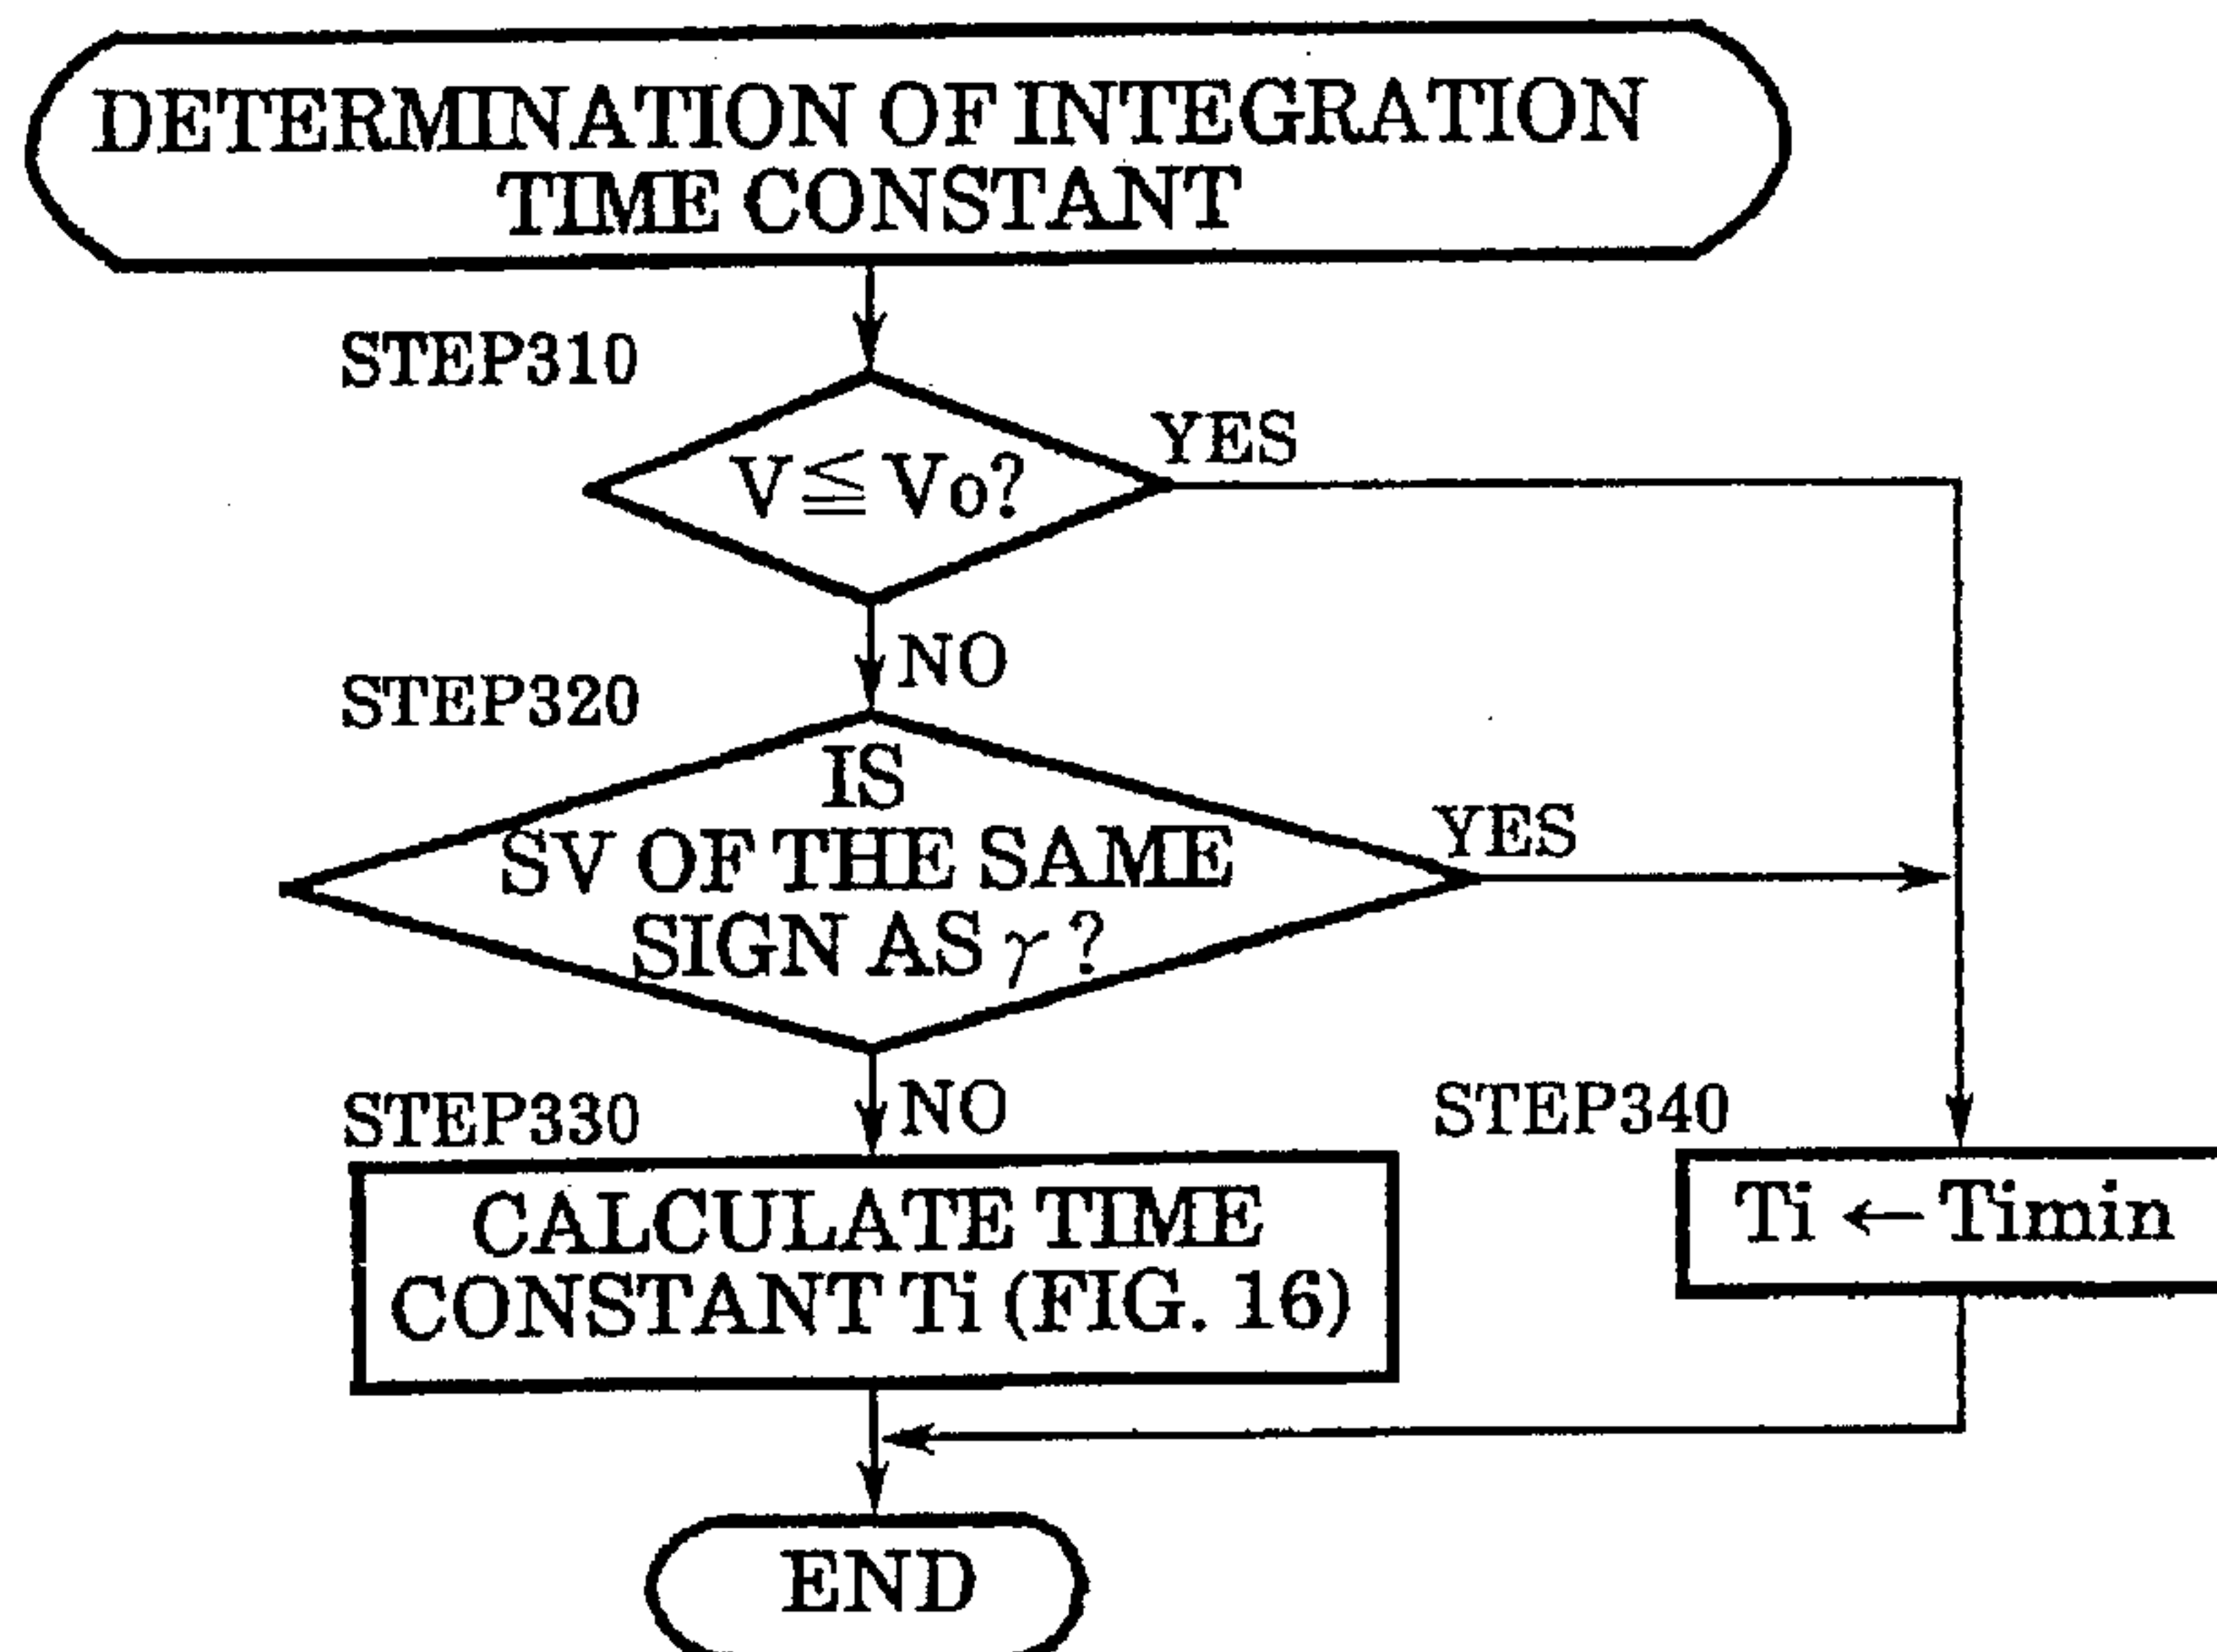 DETERMINATION OF INTEGRATION
TIME CONSTANT
STEP310
V≦Vo?
YES
NO
STEP320
IS
SV OF THE SAME
SIGN AS γ?
YES
NO
STEP330
CALCULATE TIME
CONSTANT Ti (FIG. 16)
STEP340
Ti ← Timin
END